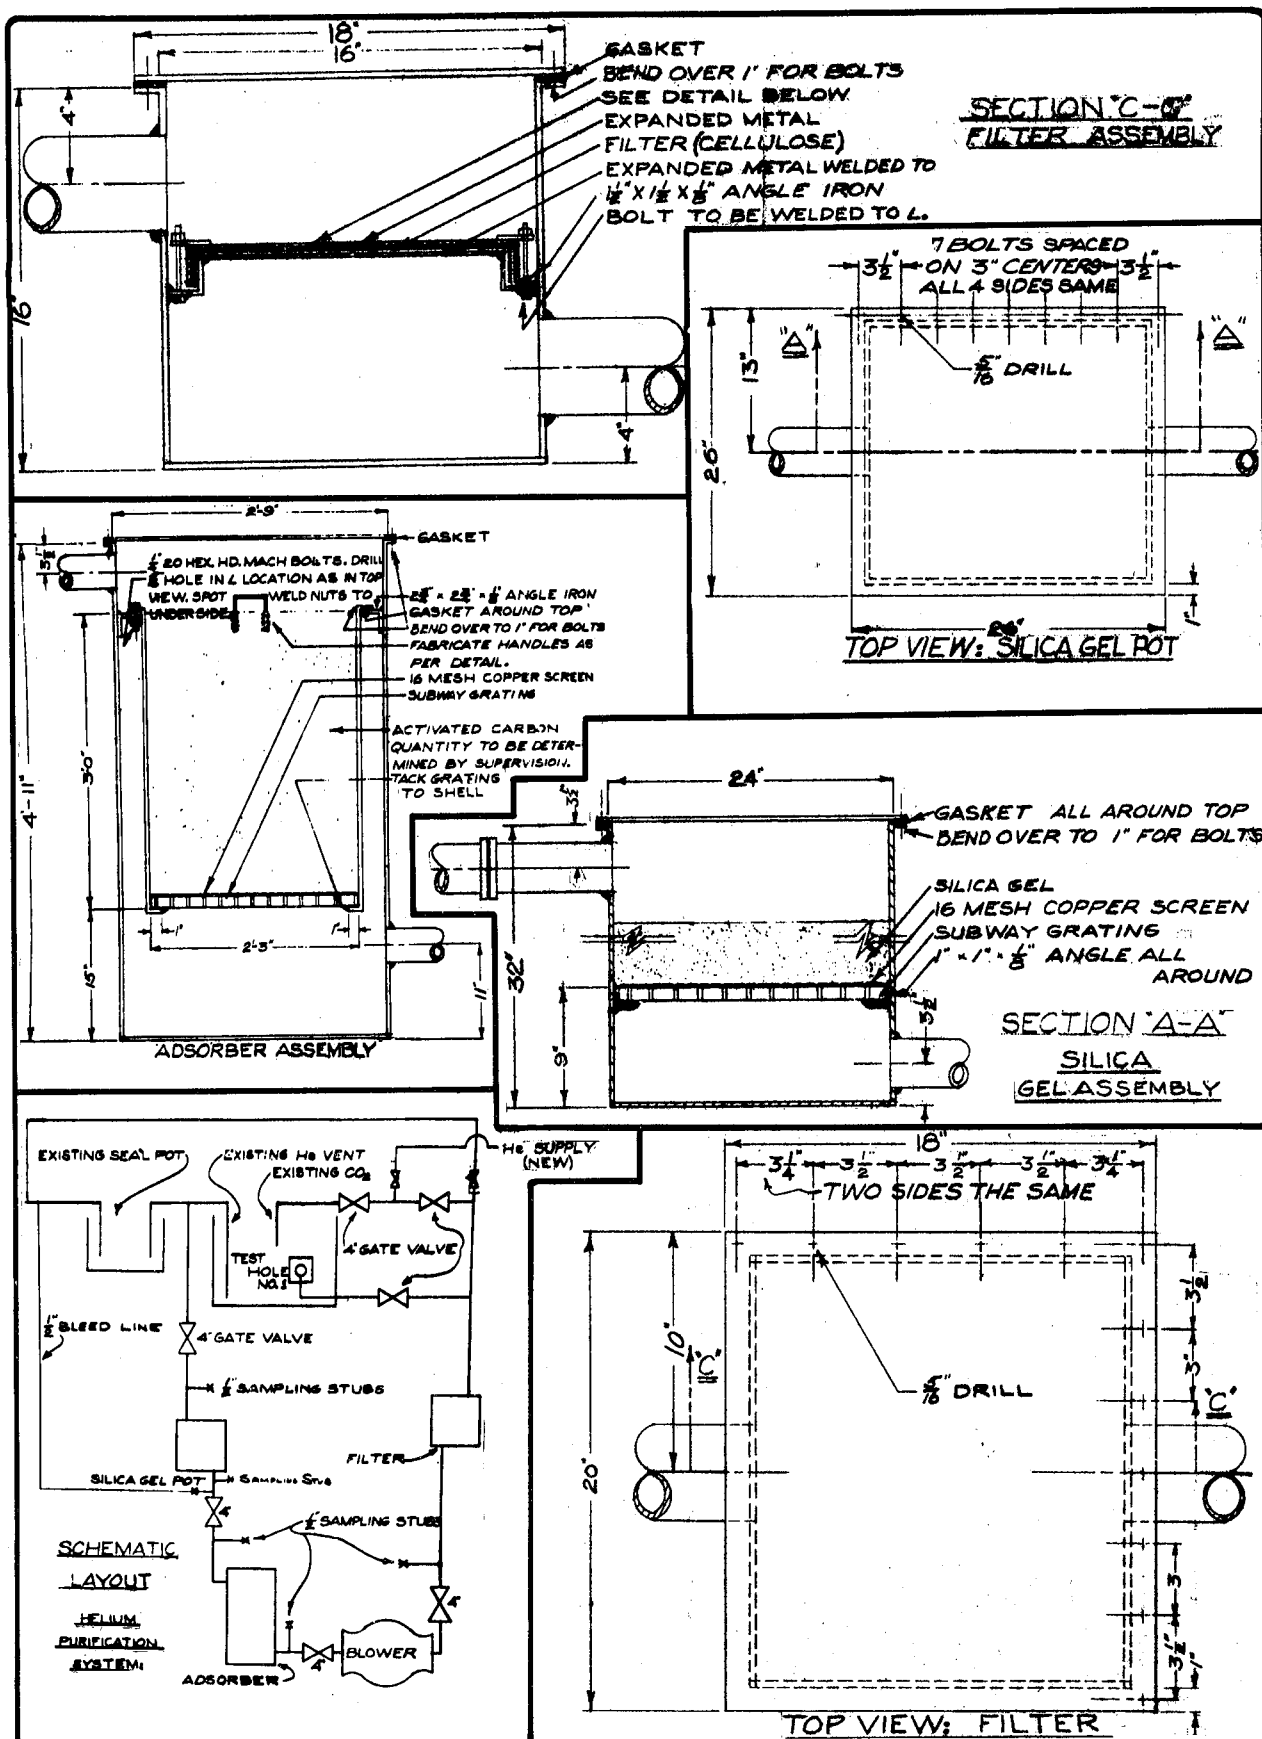 18"
16"
GASKET
BEND OVER 1" FOR BOLTS
SEE DETAIL BELOW
EXPANDED METAL
FILTER (CELLULOSE)
EXPANDED METAL WELDED TO
1½" X 1½ X ⅛" ANGLE IRON
BOLT TO BE WELDED TO L.
4"
16"
4"
SECTION "C-C"
FILTER ASSEMBLY
7 BOLTS SPACED
ON 3" CENTERS
ALL 4 SIDES SAME
3½"
3½"
"A"
"A"
13"
26"
5/16" DRILL
1"
26"
TOP VIEW: SILICA GEL POT
2'-9"
GASKET
3½"
¼" 20 HEX. HD. MACH BOLTS. DRILL
HOLE IN L LOCATION AS IN TOP
VIEW. SPOT WELD NUTS TO
UNDER SIDE
ANGLE IRON
GASKET AROUND TOP
BEND OVER TO 1" FOR BOLTS
FABRICATE HANDLES AS
PER DETAIL.
16 MESH COPPER SCREEN
SUBWAY GRATING
ACTIVATED CARBON
QUANTITY TO BE DETER-
MINED BY SUPERVISION.
TACK GRATING
TO SHELL
4'-11"
3'-0"
1"
1"
2'-3"
15"
11"
ADSORBER ASSEMBLY
24"
3½"
GASKET ALL AROUND TOP
BEND OVER TO 1" FOR BOLTS
SILICA GEL
16 MESH COPPER SCREEN
SUBWAY GRATING
1" x 1" x ⅛" ANGLE ALL
AROUND
32"
9"
3½"
SECTION "A-A"
SILICA
GEL ASSEMBLY
EXISTING SEAL POT
EXISTING He VENT
EXISTING CO₂
He SUPPLY
(NEW)
4" GATE VALVE
TEST
HOLE
NO. 1
½" BLEED LINE
4" GATE VALVE
½" SAMPLING STUBS
FILTER
SILICA GEL POT
SAMPLING STUB
4"
½" SAMPLING STUBS
SCHEMATIC
LAYOUT
HELIUM
PURIFICATION
SYSTEM.
4"
4"
BLOWER
ADSORBER
18"
3¼"
3½"
3½"
3½"
3¼"
TWO SIDES THE SAME
10"
20"
"C"
"C"
5/16" DRILL
3½
3"
3
3½"
1"
TOP VIEW: FILTER